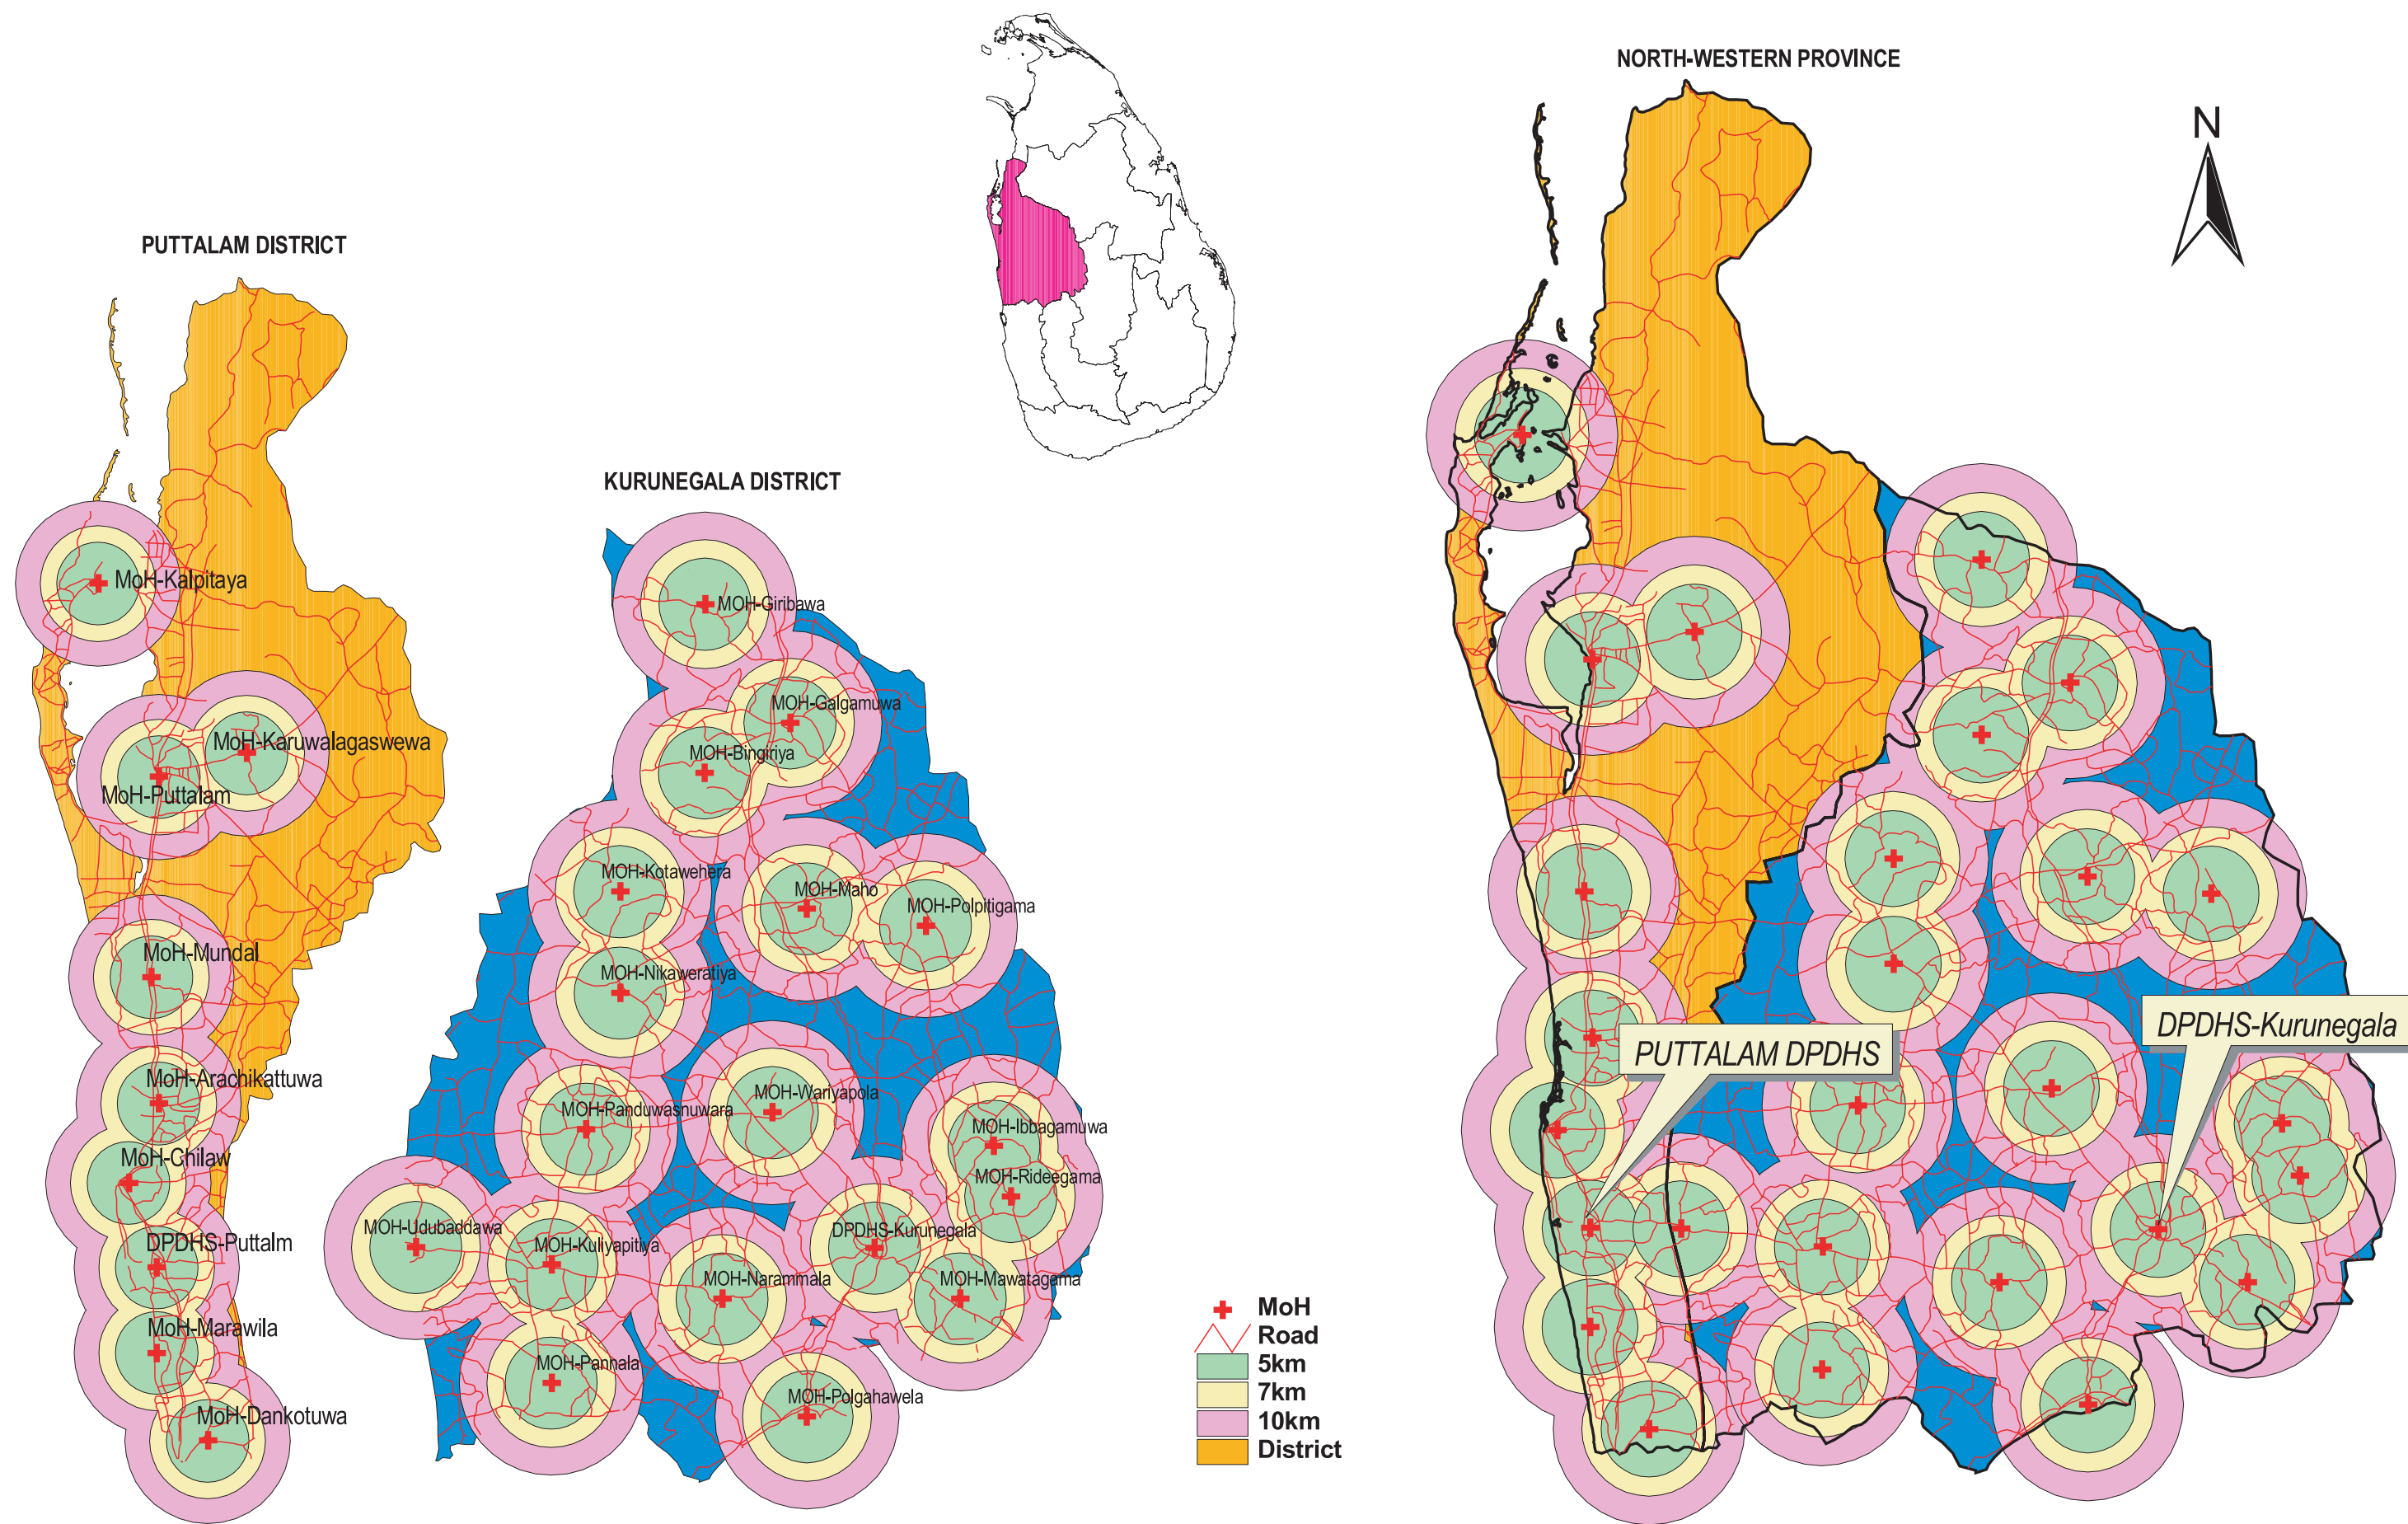 NORTH-WESTERN PROVINCE
N
PUTTALAM DISTRICT
KURUNEGALA DISTRICT
MoH-Kalpitaya
MoH-Karuwalagaswewa
MoH-Puttalam
MoH-Mundal
MoH-Arachikattuwa
MoH-Chilaw
DPDHS-Puttalm
MoH-Marawila
MoH-Dankotuwa
MOH-Giribawa
MOH-Galgamuwa
MOH-Bingiriya
MOH-Kotawehera
MOH-Maho
MOH-Polpitigama
MOH-Nikaweratiya
MOH-Wariyapola
MOH-Panduwasnuwara
MOH-Ibbagamuwa
MOH-Rideegama
MOH-Udubaddawa
MOH-Kuliyapitiya
DPDHS-Kurunegala
MOH-Narammala
MOH-Mawatagama
MOH-Pannala
MOH-Polgahawela
PUTTALAM DPDHS
DPDHS-Kurunegala
MoH
Road
5km
7km
10km
District